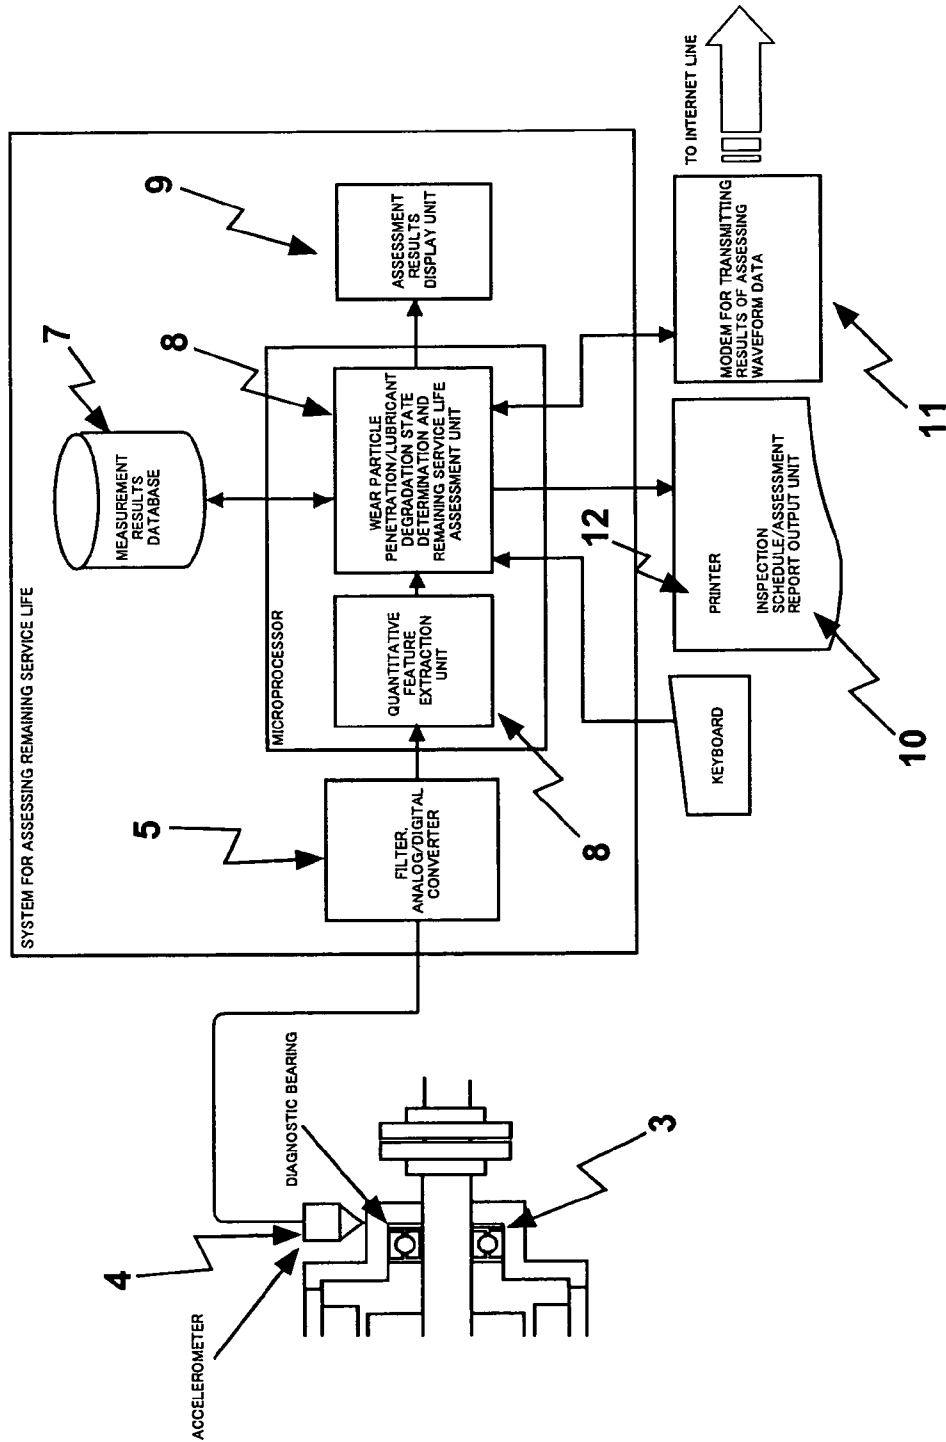 SYSTEM FOR ASSESSING REMAINING SERVICE LIFE
7
MEASUREMENT
RESULTS
DATABASE
9
8
MICROPROCESSOR
5
FILTER,
ANALOG/DIGITAL
CONVERTER
QUANTITATIVE
FEATURE
EXTRACTION
UNIT
8
WEAR PARTICLE
PENETRATION/LUBRICANT
DEGRADATION STATE
DETERMINATION AND
REMAINING SERVICE LIFE
ASSESSMENT UNIT
ASSESSMENT
RESULTS
DISPLAY UNIT
4
ACCELEROMETER
DIAGNOSTIC BEARING
3
KEYBOARD
12
PRINTER
INSPECTION
SCHEDULE/ASSESSMENT
REPORT OUTPUT UNIT
10
MODEM FOR TRANSMITTING
RESULTS OF ASSESSING
WAVEFORM DATA
11
TO INTERNET LINE